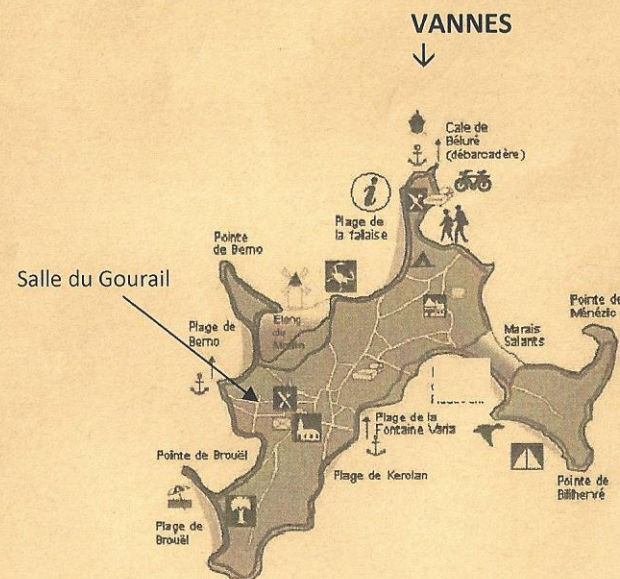 VANNES
Cale de
Béluré
(débarcadère)
Plage de
la falaise
Pointe
de Berno
Salle du Gourail
Etang
du Moulin
Pointe de
Ménézio
Plage de
Berno
Marais
Salants
Plage de la
Fontaine Varia
Pointe de Brouël
Plage de Kerolan
Pointe de
Bilihervé
Plage de
Brouël